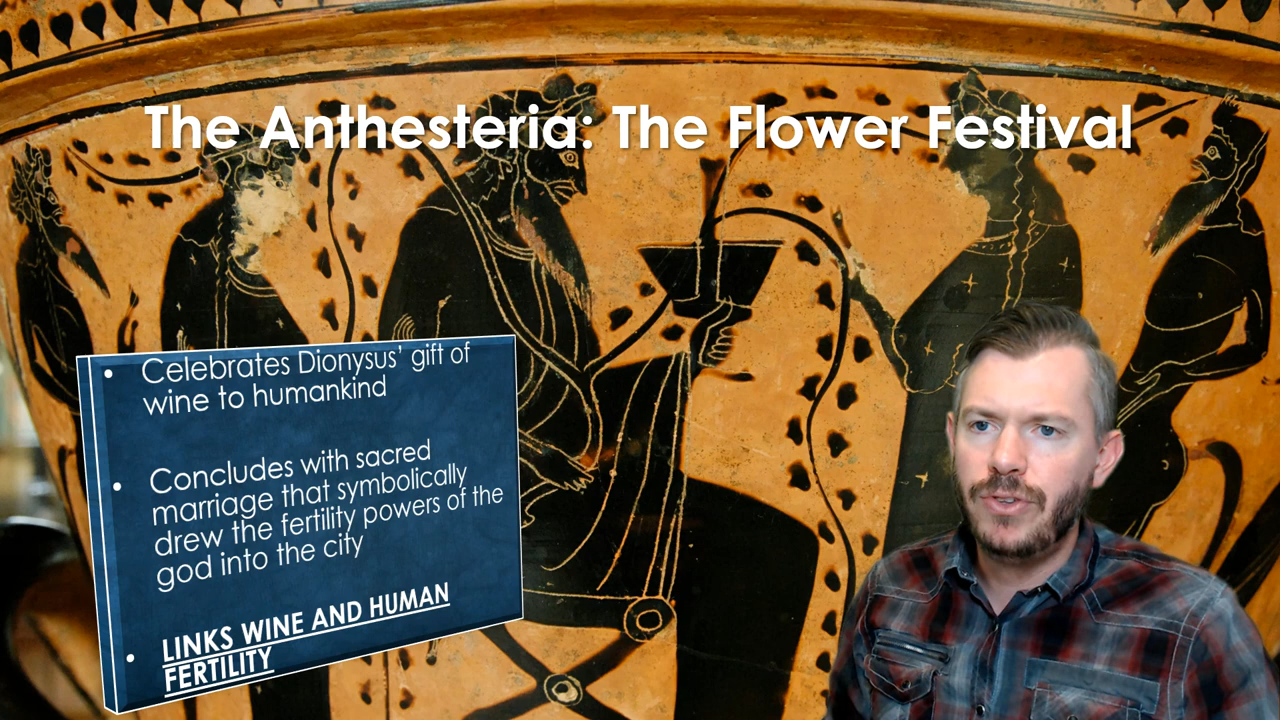 The Anthesteria: The Flower Festival
• Celebrates Dionysus' gift of
wine to humankind
• Concludes with sacred
marriage that symbolically
drew the fertility powers of the
god into the city
• LINKS WINE AND HUMAN
FERTILITY